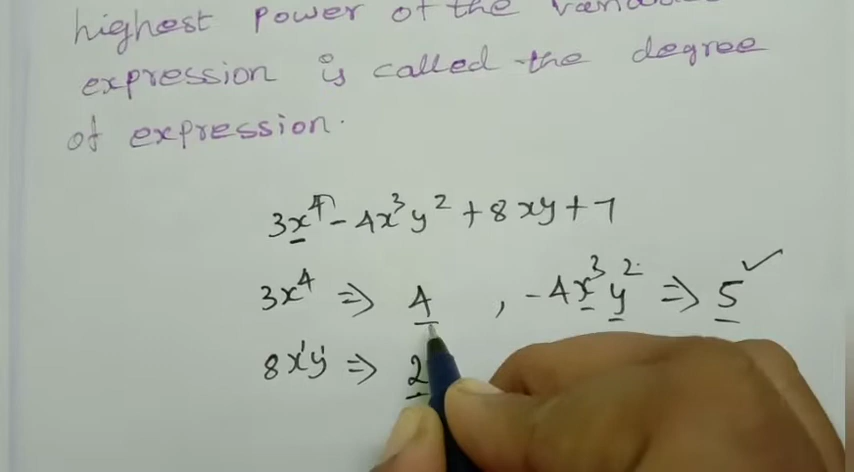 highest power of the
expression is called the degree
of expression.
3x⁴ - 4x³y² + 8xy + 7
3x⁴ ⇒ 4 , -4x³y² ⇒ 5 ✓
8x¹y¹ ⇒ 2